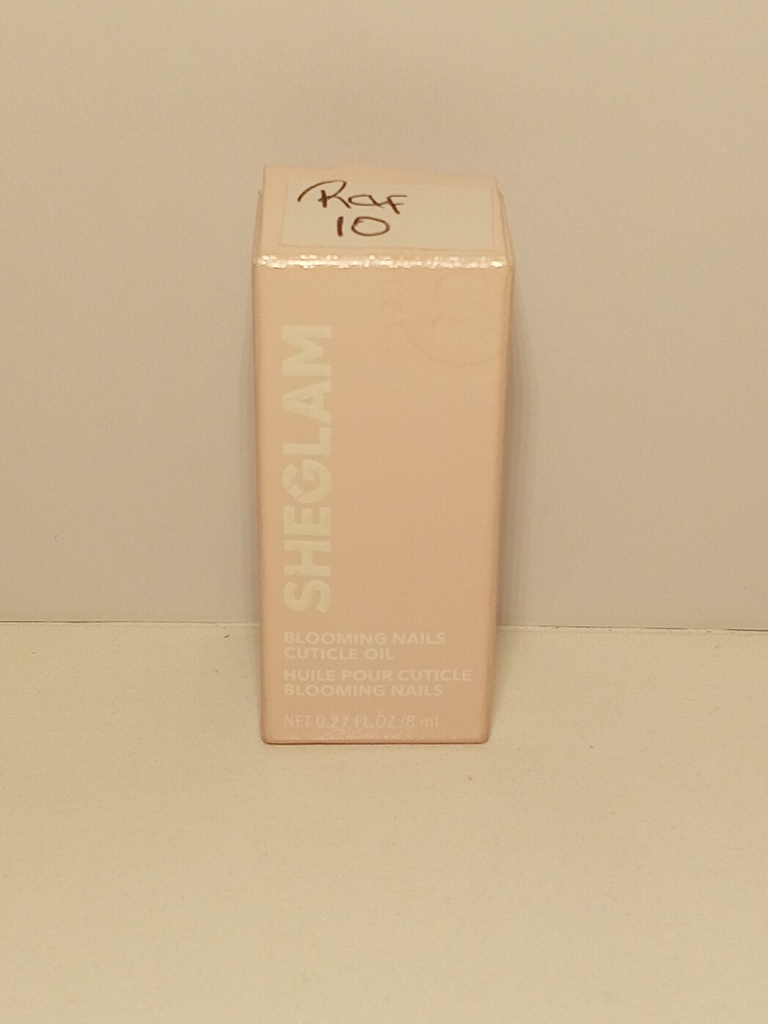 Raf
10
SHEGLAM
BLOOMING NAILS
CUTICLE OIL
HUILE POUR CUTICLE
BLOOMING NAILS
NET 0.27 FL.OZ./8 ml